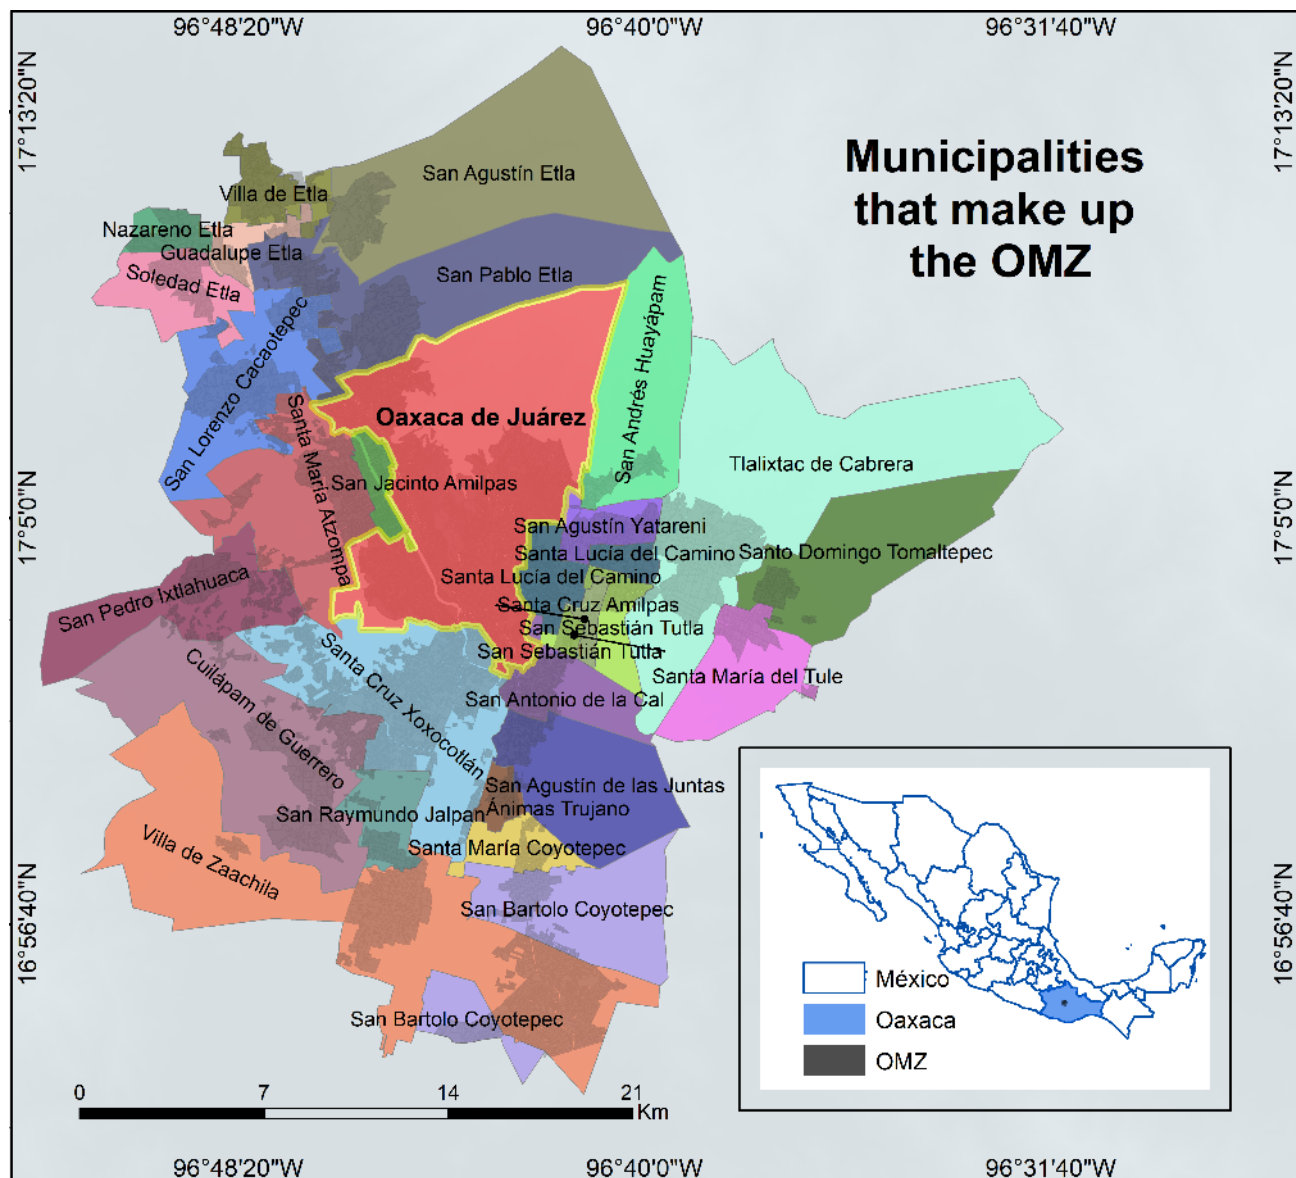 96°48'20"W
96°40'0"W
96°31'40"W
17°13'20"N
17°13'20"N
Municipalities
that make up
the OMZ
San Agustín Etla
Villa de Etla
Nazareno Etla
Guadalupe Etla
Soledad Etla
San Pablo Etla
San Andrés Huayápam
San Lorenzo Cacaotepec
Oaxaca de Juárez
Santa María Atzompa
San Jacinto Amilpas
Tlalixtac de Cabrera
17°5'0"N
17°5'0"N
San Agustín Yatareni
Santa Lucía del Camino
Santo Domingo Tomaltepec
Santa Lucía del Camino
San Pedro Ixtlahuaca
Santa Cruz Amilpas
San Sebastián Tutla
San Sebastián Tutla
Santa María del Tule
Santa Cruz Xoxocotlán
Cuilápam de Guerrero
San Antonio de la Cal
San Agustín de las Juntas
Ánimas Trujano
San Raymundo Jalpan
Santa María Coyotepec
Villa de Zaachila
San Bartolo Coyotepec
San Bartolo Coyotepec
16°56'40"N
16°56'40"N
México
Oaxaca
OMZ
0
7
14
21
Km
96°48'20"W
96°40'0"W
96°31'40"W